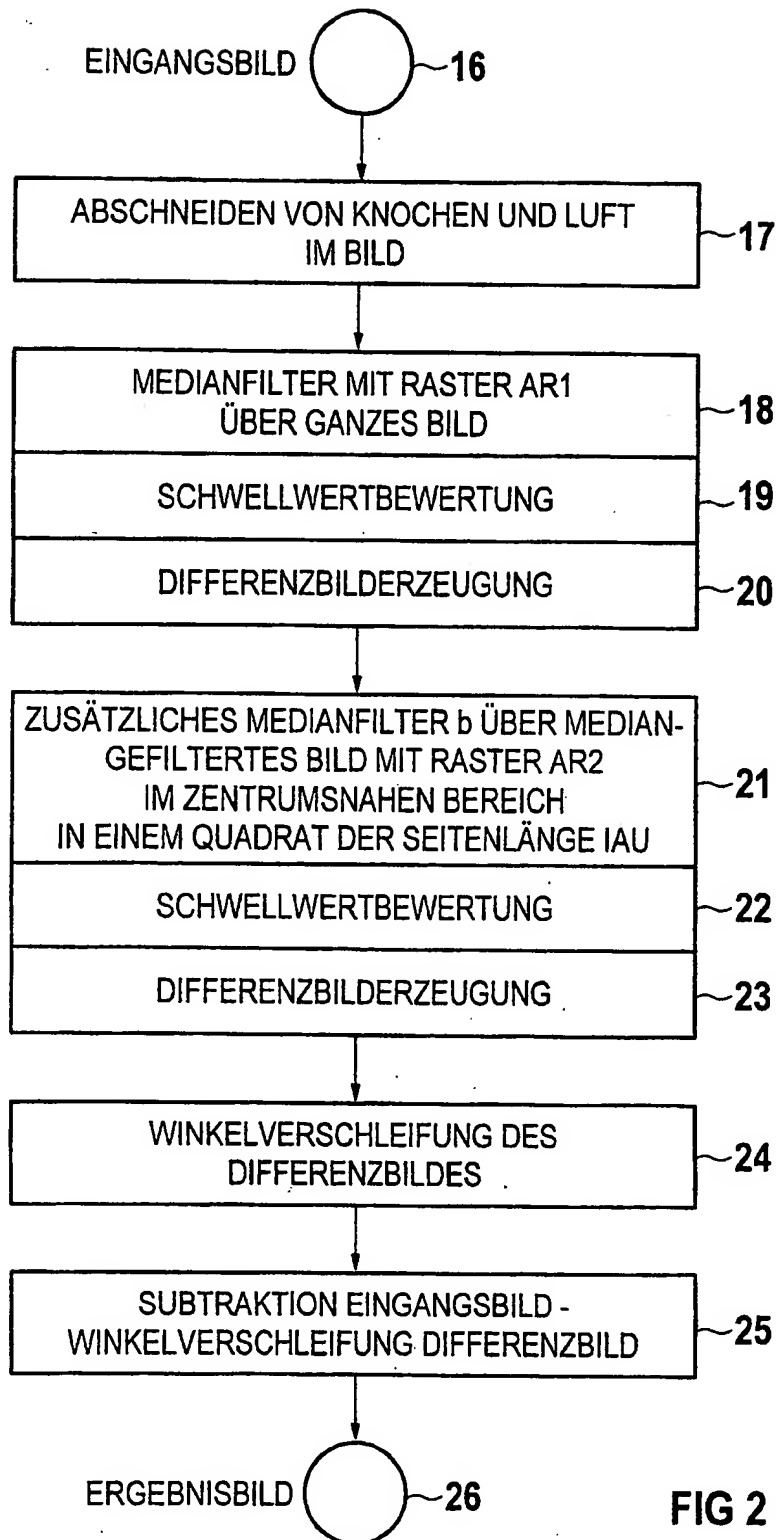 EINGANGSBILD
16
ABSCHNEIDEN VON KNOCHEN UND LUFT
IM BILD
17
MEDIANFILTER MIT RASTER AR1
ÜBER GANZES BILD
18
SCHWELLWERTBEWERTUNG
19
DIFFERENZBILDERZEUGUNG
20
ZUSÄTZLICHES MEDIANFILTER b ÜBER MEDIAN-
GEFILTERTES BILD MIT RASTER AR2
IM ZENTRUMSNAHEN BEREICH
IN EINEM QUADRAT DER SEITENLÄNGE IAU
21
SCHWELLWERTBEWERTUNG
22
DIFFERENZBILDERZEUGUNG
23
WINKELVERSCHLEIFUNG DES
DIFFERENZBILDES
24
SUBTRAKTION EINGANGSBILD -
WINKELVERSCHLEIFUNG DIFFERENZBILD
25
ERGEBNISBILD
26
FIG 2